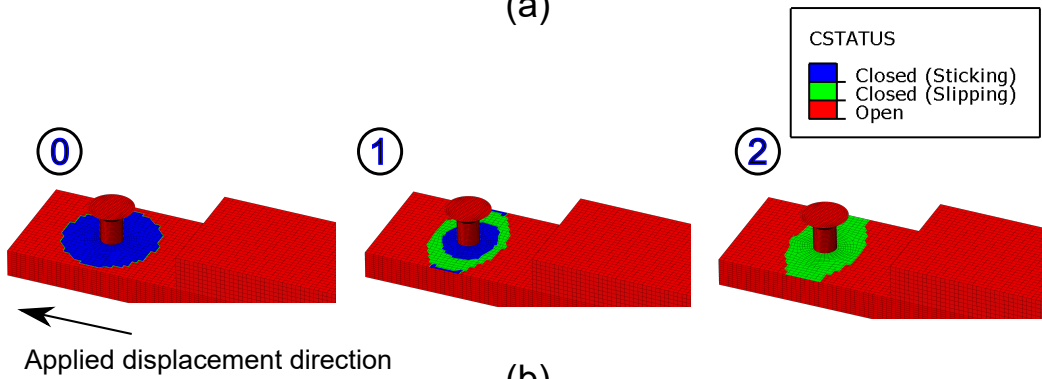 (a)
CSTATUS
Closed (Sticking)
Closed (Slipping)
Open
0
1
2
Applied displacement direction
(b)